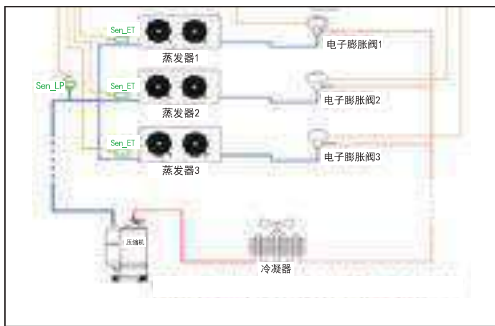 Sen_ET
蒸发器1
电子膨胀阀1
Sen_LP
Sen_ET
蒸发器2
电子膨胀阀2
Sen_ET
蒸发器3
电子膨胀阀3
压缩机
冷凝器